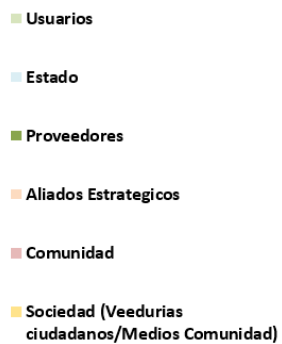 Usuarios
Estado
Proveedores
Aliados Estrategicos
Comunidad
Sociedad (Veedurias
ciudadanos/Medios Comunidad)